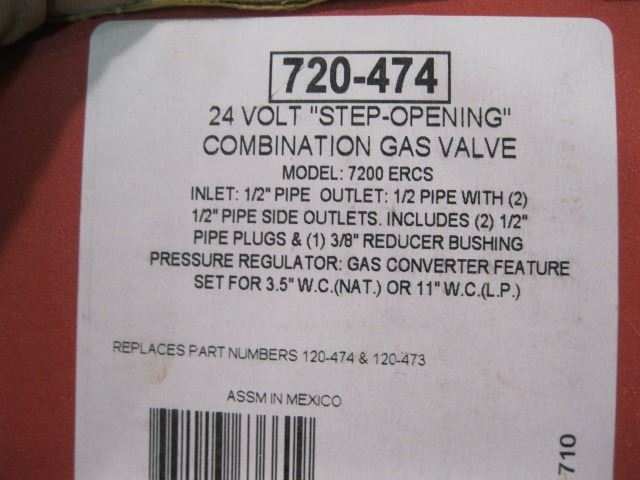 720-474
24 VOLT "STEP-OPENING"
COMBINATION GAS VALVE
MODEL: 7200 ERCS
INLET: 1/2" PIPE OUTLET: 1/2 PIPE WITH (2)
1/2" PIPE SIDE OUTLETS. INCLUDES (2) 1/2"
PIPE PLUGS & (1) 3/8" REDUCER BUSHING
PRESSURE REGULATOR: GAS CONVERTER FEATURE
SET FOR 3.5" W.C.(NAT.) OR 11" W.C.(L.P.)
REPLACES PART NUMBERS 120-474 & 120-473
ASSM IN MEXICO
710